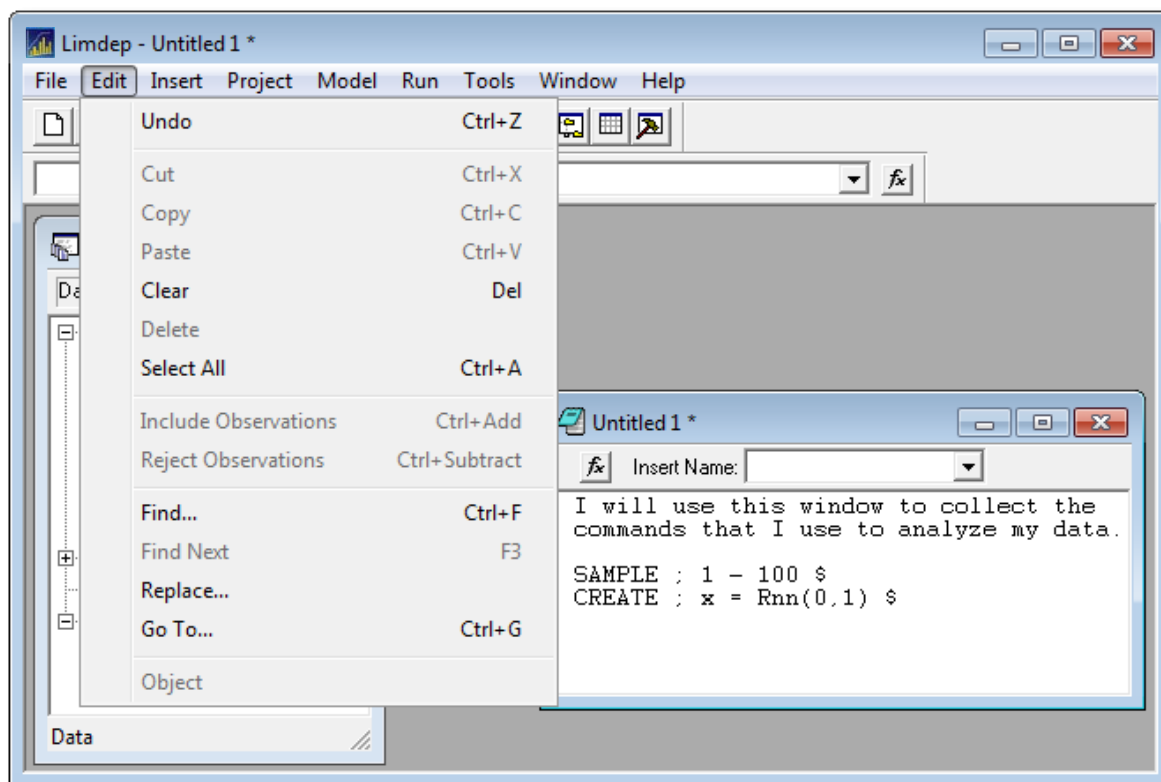 Limdep - Untitled 1 *
File Edit Insert Project Model Run Tools Window Help
Undo Ctrl+Z
Cut Ctrl+X
Copy Ctrl+C
Paste Ctrl+V
Clear Del
Delete
Select All Ctrl+A
Include Observations Ctrl+Add
Reject Observations Ctrl+Subtract
Find... Ctrl+F
Find Next F3
Replace...
Go To... Ctrl+G
Object
fx
Data
Untitled 1 *
fx Insert Name:
I will use this window to collect the
commands that I use to analyze my data.
SAMPLE ; 1 - 100 $
CREATE ; x = Rnn(0,1) $